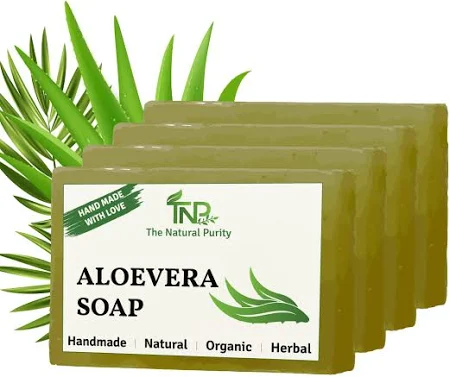 HAND MADE
WITH LOVE
TNP
The Natural Purity
ALOEVERA
SOAP
Handmade | Natural | Organic | Herbal